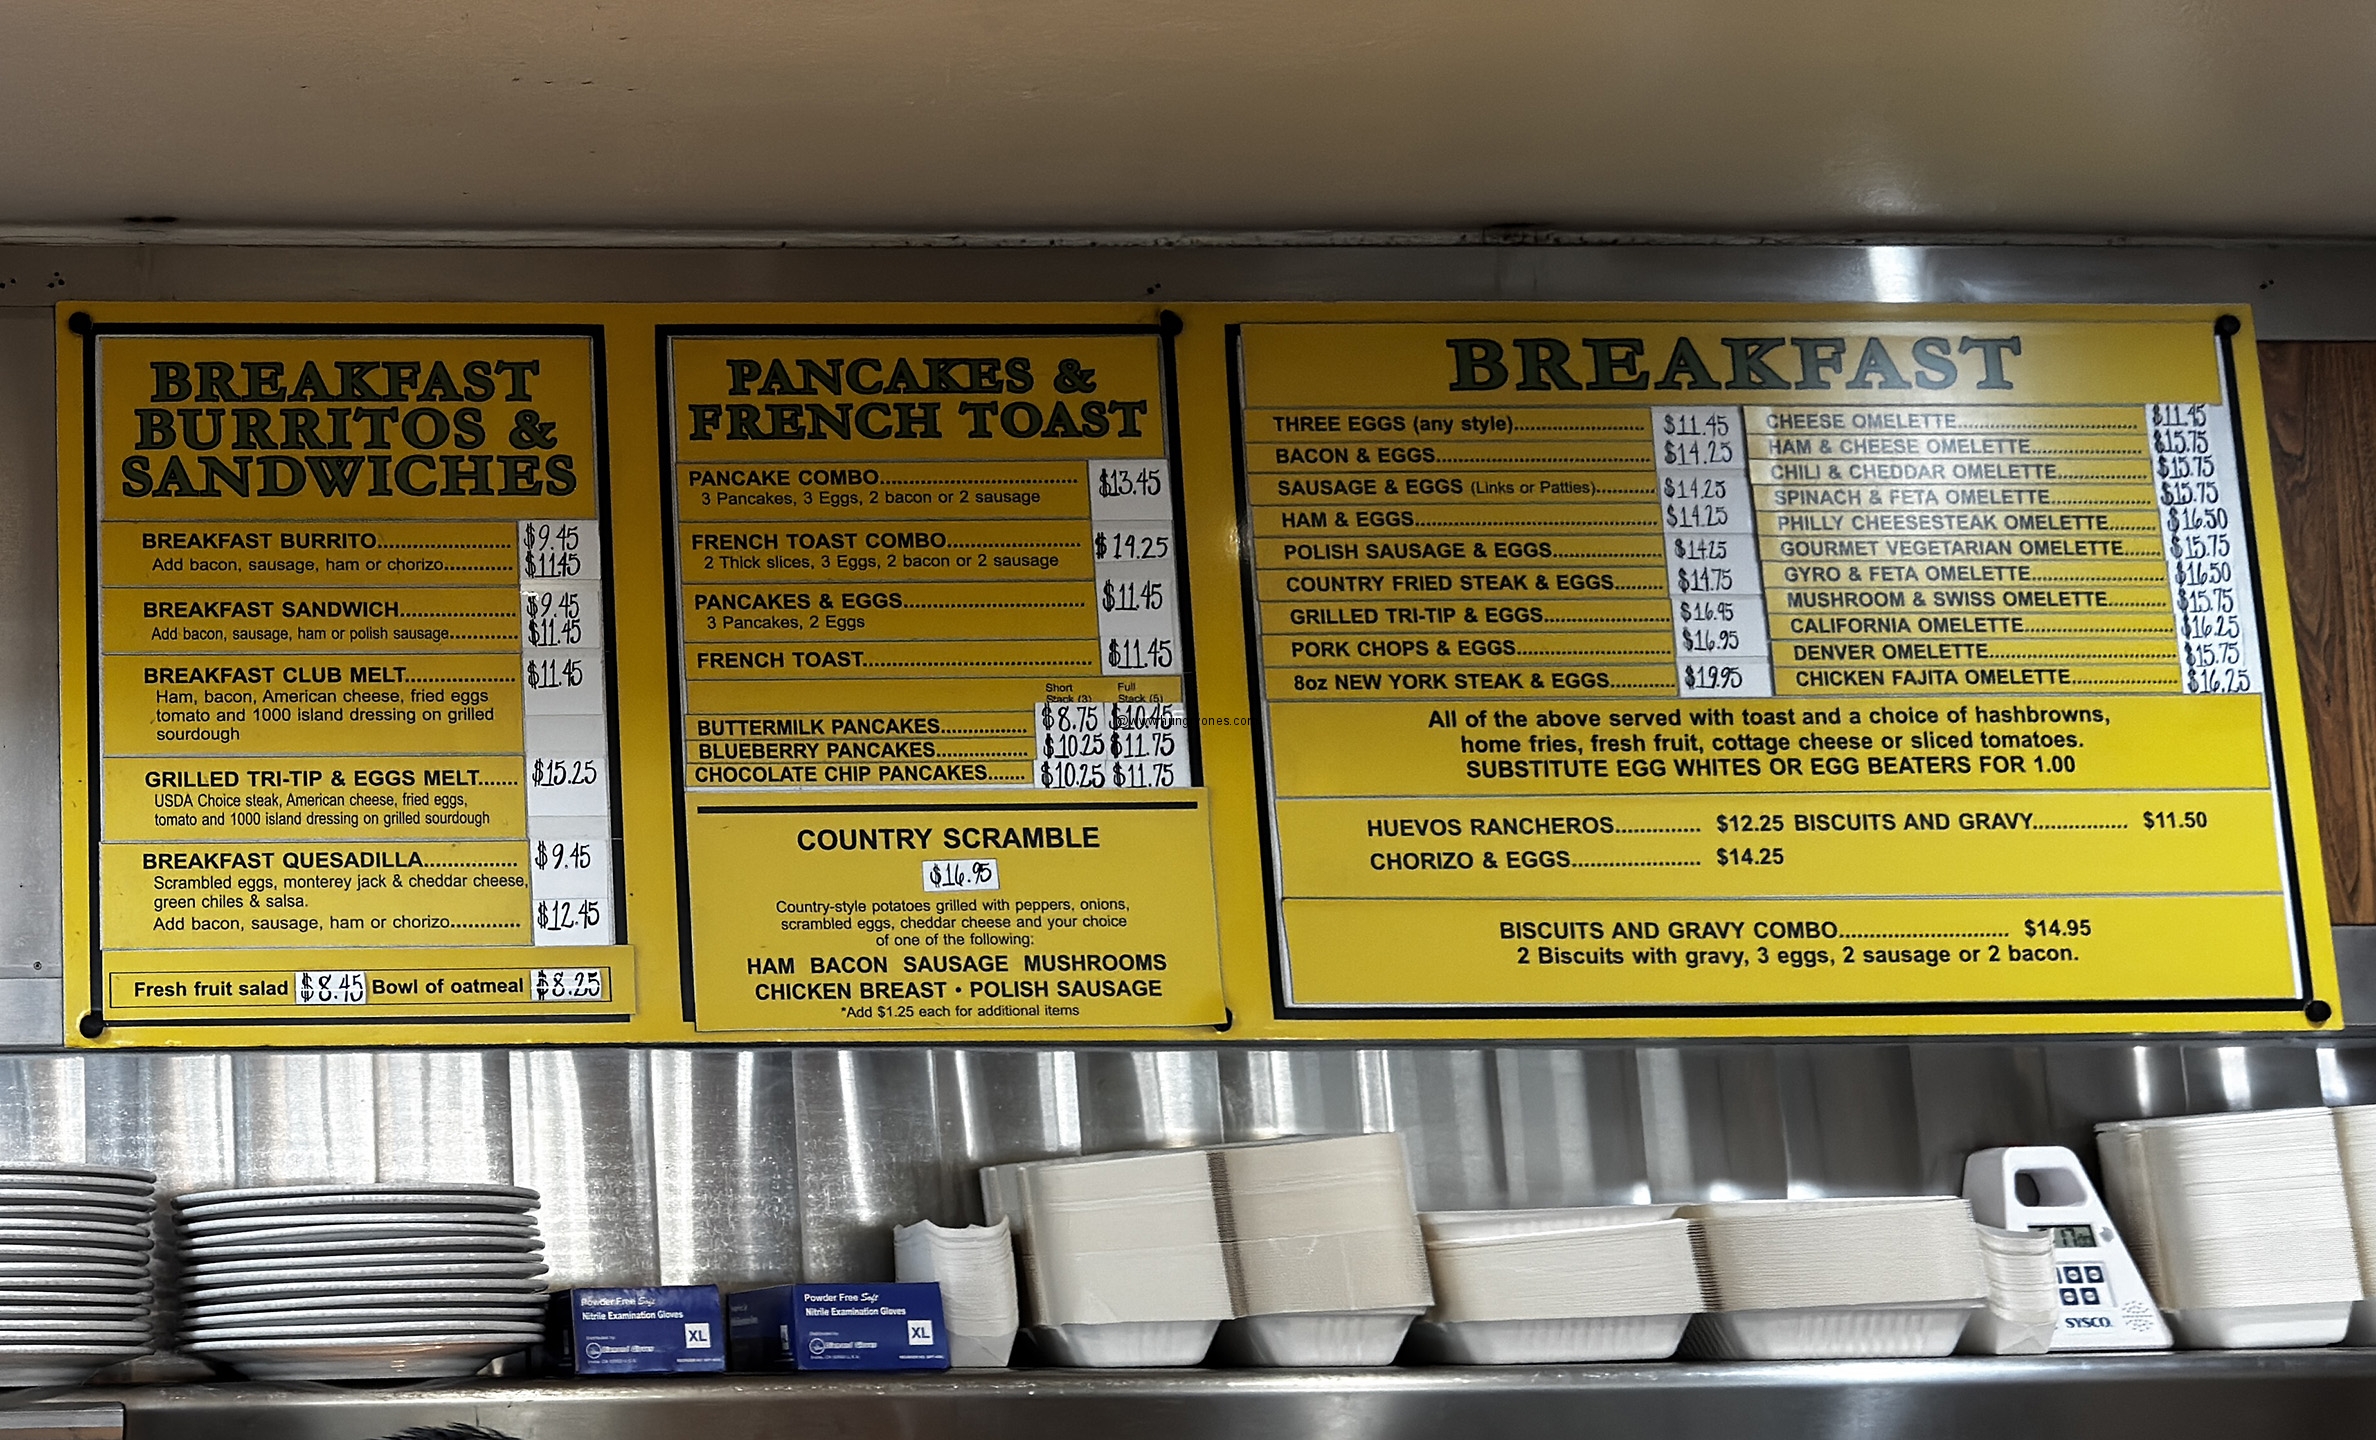 BREAKFAST
BURRITOS &
SANDWICHES
BREAKFAST BURRITO.................... $9.45
Add bacon, sausage, ham or chorizo............ $11.45
BREAKFAST SANDWICH.................. $9.45
Add bacon, sausage, ham or polish sausage............ $11.45
BREAKFAST CLUB MELT................. $11.45
Ham, bacon, American cheese, fried eggs
tomato and 1000 island dressing on grilled
sourdough
GRILLED TRI-TIP & EGGS MELT...... $15.25
USDA Choice steak, American cheese, fried eggs,
tomato and 1000 island dressing on grilled sourdough
BREAKFAST QUESADILLA.............. $9.45
Scrambled eggs, monterey jack & cheddar cheese,
green chiles & salsa.
Add bacon, sausage, ham or chorizo............ $12.45
Fresh fruit salad $8.45 Bowl of oatmeal $8.25
PANCAKES &
FRENCH TOAST
PANCAKE COMBO.............................. $13.45
3 Pancakes, 3 Eggs, 2 bacon or 2 sausage
FRENCH TOAST COMBO.................... $14.25
2 Thick slices, 3 Eggs, 2 bacon or 2 sausage
PANCAKES & EGGS........................... $11.45
3 Pancakes, 2 Eggs
FRENCH TOAST................................... $11.45
Short Full
Stack (3) Stack (5)
BUTTERMILK PANCAKES............. $8.75 $10.45
BLUEBERRY PANCAKES.............. $10.25 $11.75
CHOCOLATE CHIP PANCAKES....... $10.25 $11.75
COUNTRY SCRAMBLE
$16.95
Country-style potatoes grilled with peppers, onions,
scrambled eggs, cheddar cheese and your choice
of one of the following:
HAM BACON SAUSAGE MUSHROOMS
CHICKEN BREAST • POLISH SAUSAGE
*Add $1.25 each for additional items
BREAKFAST
THREE EGGS (any style).................... $11.45
BACON & EGGS.................................. $14.25
SAUSAGE & EGGS (Links or Patties).......... $14.25
HAM & EGGS...................................... $14.25
POLISH SAUSAGE & EGGS................. $14.25
COUNTRY FRIED STEAK & EGGS....... $14.75
GRILLED TRI-TIP & EGGS.................. $16.95
PORK CHOPS & EGGS...................... $16.95
8oz NEW YORK STEAK & EGGS.......... $19.95
CHEESE OMELETTE............................. $11.45
HAM & CHEESE OMELETTE.................. $15.75
CHILI & CHEDDAR OMELETTE.............. $15.75
SPINACH & FETA OMELETTE............... $15.75
PHILLY CHEESESTEAK OMELETTE....... $16.50
GOURMET VEGETARIAN OMELETTE...... $15.75
GYRO & FETA OMELETTE.................... $16.50
MUSHROOM & SWISS OMELETTE......... $15.75
CALIFORNIA OMELETTE....................... $16.25
DENVER OMELETTE............................. $15.75
CHICKEN FAJITA OMELETTE................ $16.25
All of the above served with toast and a choice of hashbrowns,
home fries, fresh fruit, cottage cheese or sliced tomatoes.
SUBSTITUTE EGG WHITES OR EGG BEATERS FOR 1.00
HUEVOS RANCHEROS............. $12.25 BISCUITS AND GRAVY.............. $11.50
CHORIZO & EGGS.................... $14.25
BISCUITS AND GRAVY COMBO.......................... $14.95
2 Biscuits with gravy, 3 eggs, 2 sausage or 2 bacon.
Powder Free Soft
Nitrile Examination Gloves
XL
Powder Free Soft
Nitrile Examination Gloves
XL
SYSCO